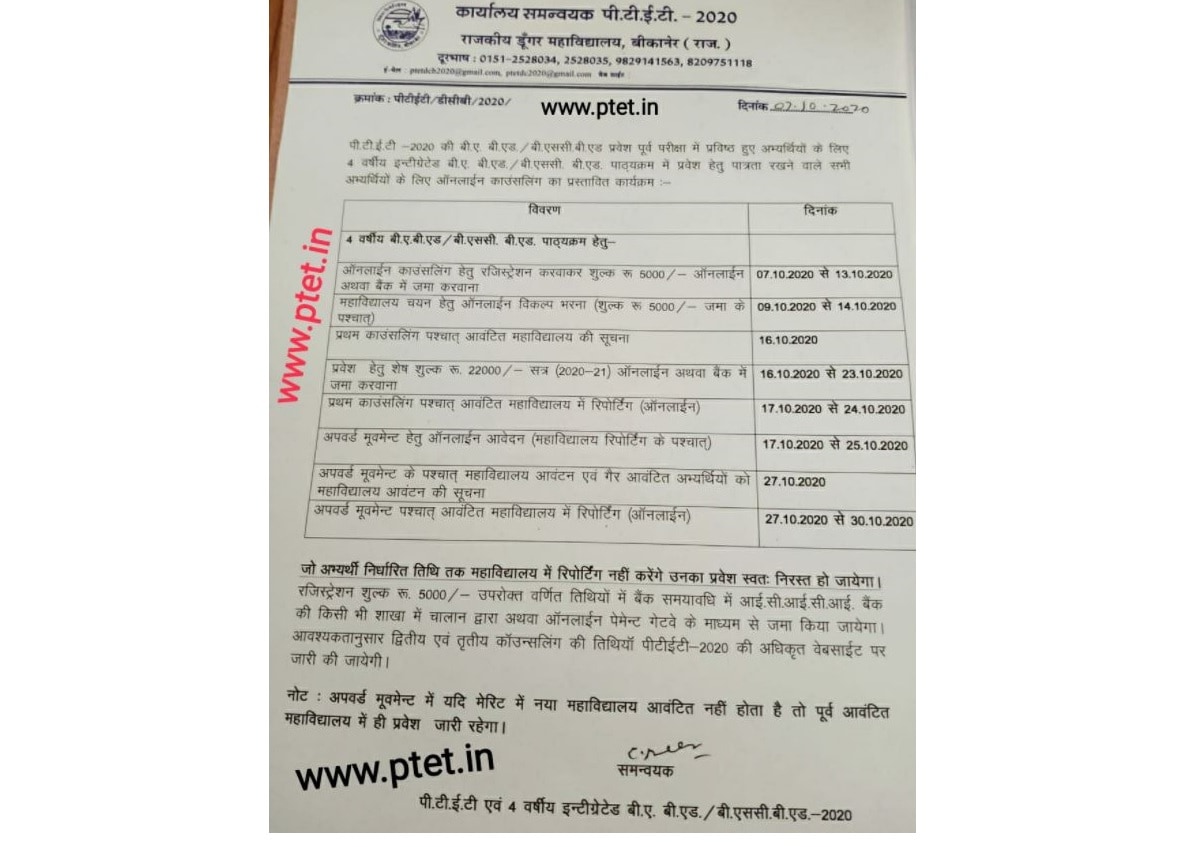 कार्यालय समन्वयक पी.टी.ई.टी. - 2020
राजकीय डूँगर महाविद्यालय, बीकानेर ( राज. )
दूरभाष : 0151-2528034, 2528035, 9829141563, 8209751118
ई-मेल : ptetdcb2020@gmail.com, ptetdc2020@gmail.com वेब साईट :
क्रमांक : पीटीईटी/डीसीबी/2020/
www.ptet.in
दिनांक 07.10.2020
पी.टी.ई.टी –2020 की बी.ए. बी.एड./बी.एससी.बी.एड प्रवेश पूर्व परीक्षा में प्रविष्ठ हुए अभ्यर्थियों के लिए
4 वर्षीय इन्टीग्रेटेड बी.ए. बी.एड./बी.एससी. बी.एड. पाठ्यक्रम में प्रवेश हेतु पात्रता रखने वाले सभी
अभ्यर्थियों के लिए ऑनलाईन काउंसलिंग का प्रस्तावित कार्यक्रम :–
विवरण दिनांक
4 वर्षीय बी.ए.बी.एड/बी.एससी. बी.एड. पाठ्यक्रम हेतु–
ऑनलाईन काउंसलिंग हेतु रजिस्ट्रेशन करवाकर शुल्क रू 5000/– ऑनलाईन
अथवा बैंक में जमा करवाना
07.10.2020 से 13.10.2020
महाविद्यालय चयन हेतु ऑनलाईन विकल्प भरना (शुल्क रू 5000/– जमा के
पश्चात्)
09.10.2020 से 14.10.2020
प्रथम काउंसलिंग पश्चात् आवंटित महाविद्यालय की सूचना
16.10.2020
प्रवेश हेतु शेष शुल्क रू. 22000/– सत्र (2020–21) ऑनलाईन अथवा बैंक में
जमा करवाना
16.10.2020 से 23.10.2020
प्रथम काउंसलिंग पश्चात् आवंटित महाविद्यालय में रिपोर्टिंग (ऑनलाईन)
17.10.2020 से 24.10.2020
अपवर्ड मूवमेन्ट हेतु ऑनलाईन आवेदन (महाविद्यालय रिपोर्टिंग के पश्चात्)
17.10.2020 से 25.10.2020
अपवर्ड मूवमेन्ट के पश्चात् महाविद्यालय आवंटन एवं गैर आवंटित अभ्यर्थियों को
महाविद्यालय आवंटन की सूचना
27.10.2020
अपवर्ड मूवमेन्ट पश्चात् आवंटित महाविद्यालय में रिपोर्टिंग (ऑनलाईन)
27.10.2020 से 30.10.2020
www.ptet.in
जो अभ्यर्थी निर्धारित तिथि तक महाविद्यालय में रिपोर्टिंग नहीं करेंगे उनका प्रवेश स्वतः निरस्त हो जायेगा।
रजिस्ट्रेशन शुल्क रू. 5000/– उपरोक्त वर्णित तिथियों में बैंक समयावधि में आई.सी.आई.सी.आई. बैंक
की किसी भी शाखा में चालान द्वारा अथवा ऑनलाईन पेमेन्ट गेटवे के माध्यम से जमा किया जायेगा।
आवश्यकतानुसार द्वितीय एवं तृतीय कॉउन्सलिंग की तिथियॉ पीटीईटी–2020 की अधिकृत वेबसाईट पर
जारी की जायेगी।
नोट : अपवर्ड मूवमेन्ट में यदि मेरिट में नया महाविद्यालय आवंटित नहीं होता है तो पूर्व आवंटित
महाविद्यालय में ही प्रवेश जारी रहेगा।
www.ptet.in
समन्वयक
पी.टी.ई.टी एवं 4 वर्षीय इन्टीग्रेटेड बी.ए. बी.एड./बी.एससी.बी.एड.–2020